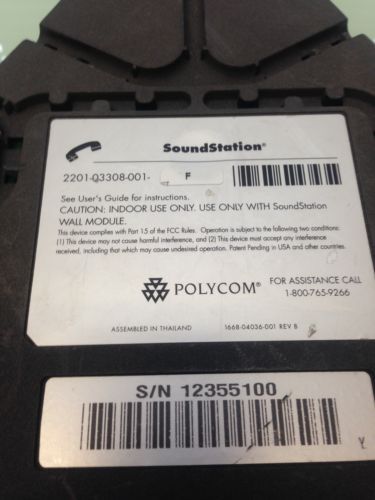 SoundStation®
2201-03308-001- F
See User's Guide for instructions.
CAUTION: INDOOR USE ONLY. USE ONLY WITH SoundStation
WALL MODULE.
This device complies with Part 15 of the FCC Rules. Operation is subject to the following two conditions:
(1) This device may not cause harmful interference, and (2) This device must accept any interference
received, including that which may cause undesired operation. Patent Pending in USA and other countries.
POLYCOM®
FOR ASSISTANCE CALL
1-800-765-9266
ASSEMBLED IN THAILAND
1668-04036-001 REV B
S/N 12355100
Y